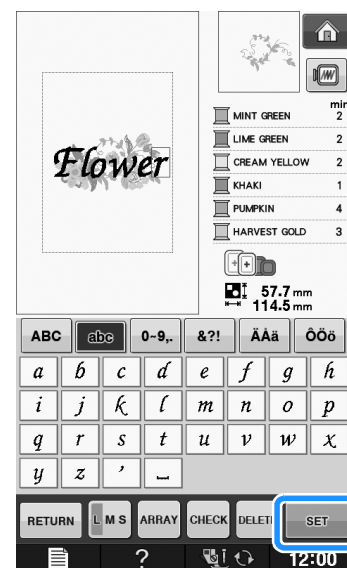 min
MINT GREEN 2
LIME GREEN 2
CREAM YELLOW 2
KHAKI 1
PUMPKIN 4
HARVEST GOLD 3
Flower
57.7 mm
114.5 mm
ABC abc 0~9,. &?! ÄÀä ÔÖö
a b c d e f g h
i j k l m n o p
q r s t u v w x
y z ’ ⎵
RETURN L M S ARRAY CHECK DELETE SET
? 12:00